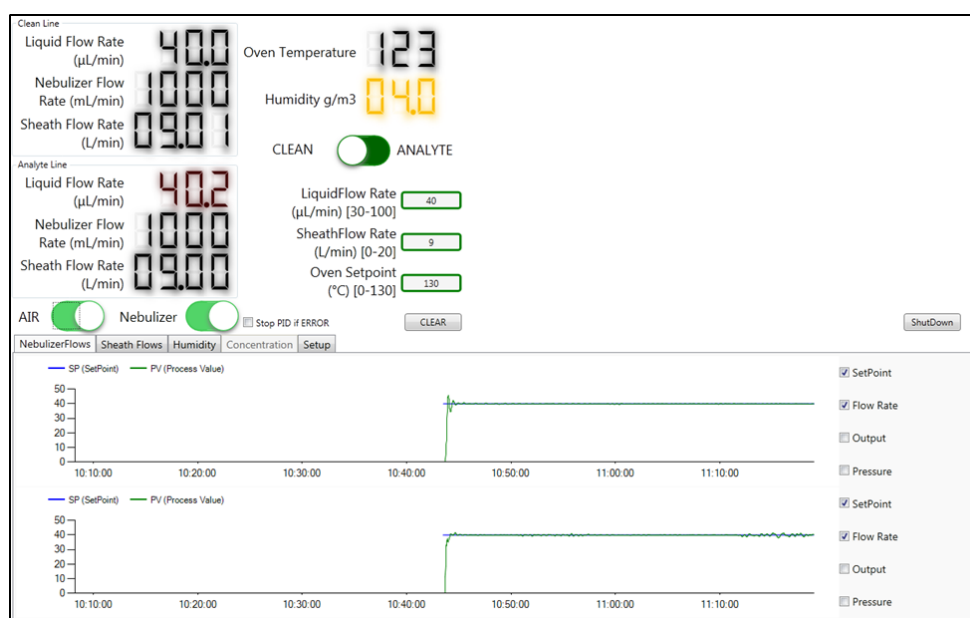 Clean Line
Liquid Flow Rate
(µL/min)
40.0
Nebulizer Flow
Rate (mL/min)
1000
Sheath Flow Rate
(L/min)
09.01
Oven Temperature
123
Humidity g/m3
04.0
CLEAN
ANALYTE
Analyte Line
Liquid Flow Rate
(µL/min)
40.2
Nebulizer Flow
Rate (mL/min)
1000
Sheath Flow Rate
(L/min)
09.00
LiquidFlow Rate
(µL/min) [30-100]
40
SheathFlow Rate
(L/min) [0-20]
9
Oven Setpoint
(°C) [0-130]
130
AIR
Nebulizer
Stop PID if ERROR
CLEAR
ShutDown
NebulizerFlows Sheath Flows Humidity Concentration Setup
SP (SetPoint) PV (Process Value)
50
40
30
20
10
0
10:10:00 10:20:00 10:30:00 10:40:00 10:50:00 11:00:00 11:10:00
SetPoint
Flow Rate
Output
Pressure
SP (SetPoint) PV (Process Value)
50
40
30
20
10
0
10:10:00 10:20:00 10:30:00 10:40:00 10:50:00 11:00:00 11:10:00
SetPoint
Flow Rate
Output
Pressure